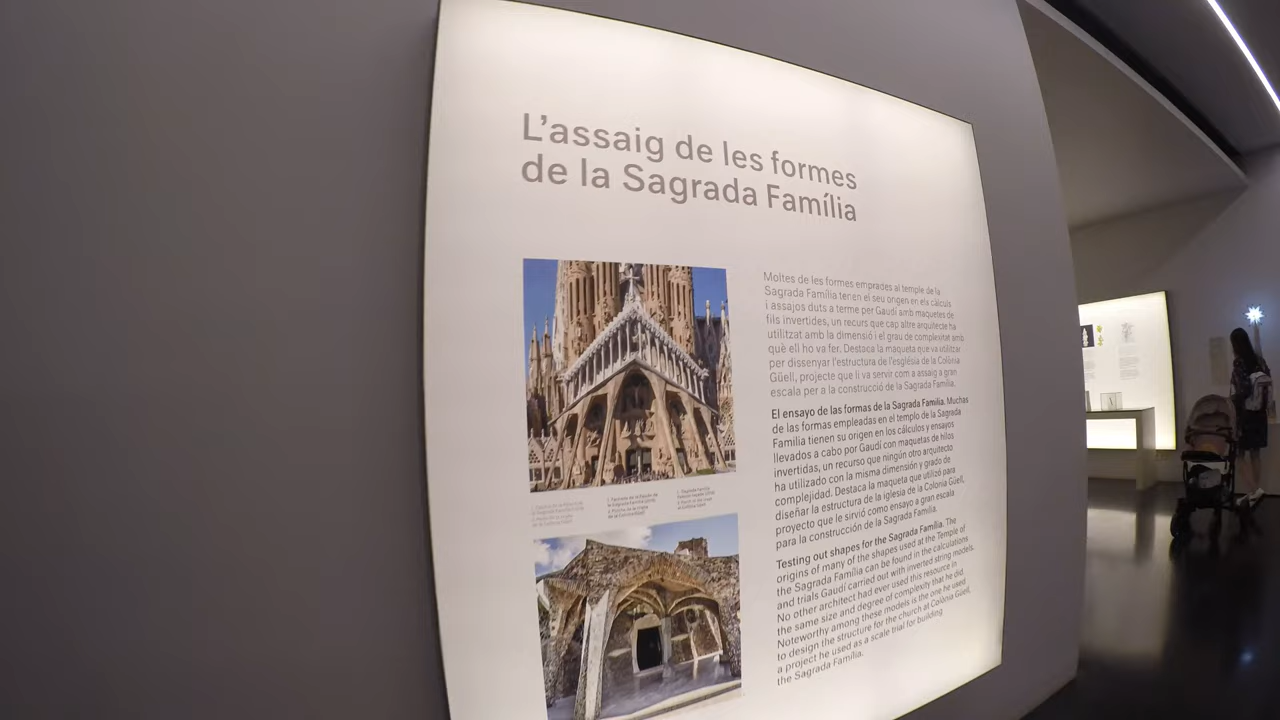 L'assaig de les formes
de la Sagrada Família
Moltes de les formes emprades al temple de la
Sagrada Família tenen el seu origen en els càlculs
i assajos duts a terme per Gaudí amb maquetes de
fils invertides, un recurs que cap altre arquitecte ha
utilitzat amb la dimensió i el grau de complexitat amb
què ell ho va fer. Destaca la maqueta que va utilitzar
per dissenyar l'estructura de l'església de la Colònia
Güell, projecte que li va servir com a assaig a gran
escala per a la construcció de la Sagrada Família.
El ensayo de las formas de la Sagrada Familia. Muchas
de las formas empleadas en el templo de la Sagrada
Familia tienen su origen en los cálculos y ensayos
llevados a cabo por Gaudí con maquetas de hilos
invertidas, un recurso que ningún otro arquitecto
ha utilizado con la misma dimensión y grado de
complejidad. Destaca la maqueta que utilizó para
diseñar la estructura de la iglesia de la Colonia Güell,
proyecto que le sirvió como ensayo a gran escala
para la construcción de la Sagrada Familia.
Testing out shapes for the Sagrada Família. The
origins of many of the shapes used at the Temple of
the Sagrada Família can be found in the calculations
and trials Gaudí carried out with inverted string models.
No other architect had ever used this resource in
the same size and degree of complexity that he did.
Noteworthy among these models is the one he used
to design the structure for the church at Colònia Güell,
a project he used as a scale trial for building
the Sagrada Família.